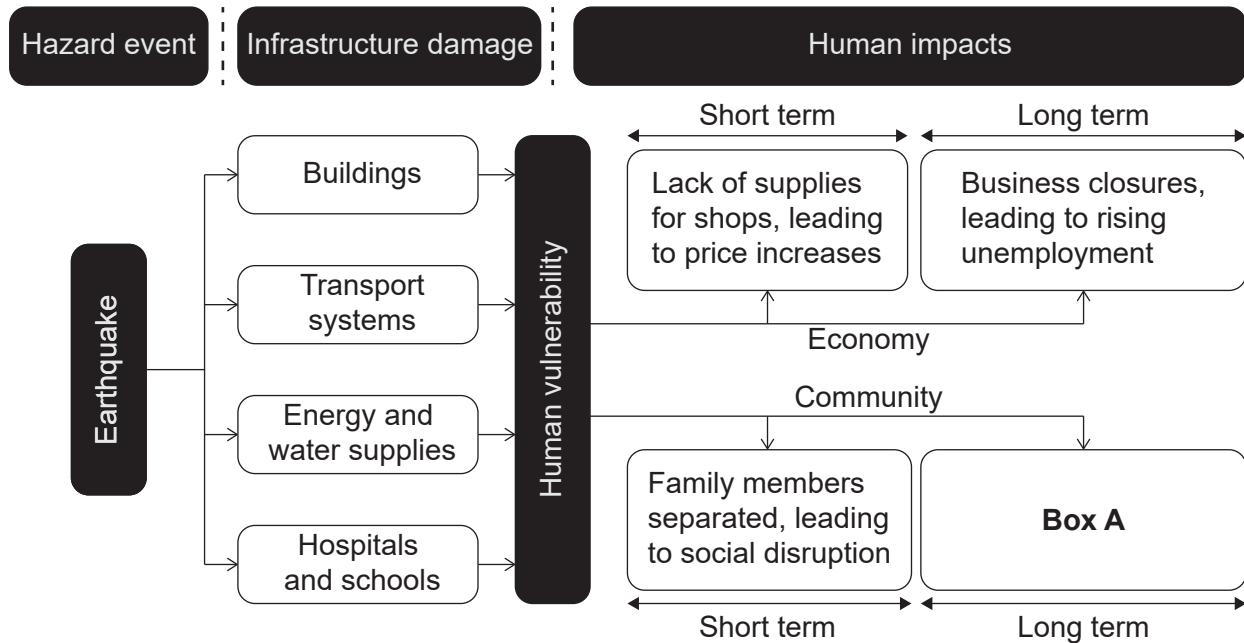 Hazard event
Infrastructure damage
Human impacts
Short term
Long term
Earthquake
Buildings
Transport
systems
Energy and
water supplies
Hospitals
and schools
Human vulnerability
Lack of supplies
for shops, leading
to price increases
Business closures,
leading to rising
unemployment
Economy
Community
Family members
separated, leading
to social disruption
Box A
Short term
Long term